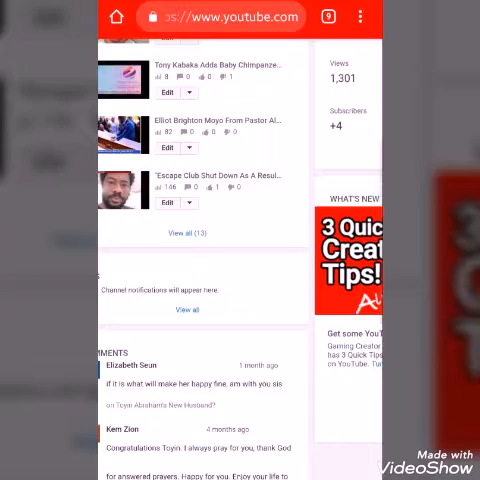 ://www.youtube.com
9
Tony Kabaka Adds Baby Chimpanze...
8 0 0 1
Edit
Elliot Brighton Moyo From Pastor Al...
82 0 0 0
Edit
"Escape Club Shut Down As A Resul...
146 0 1 0
Edit
View all (13)
Channel notifications will appear here.
View all
MMENTS
Elizabeth Seun 1 month ago
if it is what will make her happy fine, am with you sis
on Toyin Abraham's New Husband?
Kem Zion 4 months ago
Congratulations Toyin. I always pray for you, thank God
for answered prayers. Happy for you. Enjoy your life to
Views
1,301
Subscribers
+4
WHAT'S NEW
3 Quic
Creat
Tips!
Get some YouT
Gaming Creator
has 3 Quick Tips
on YouTube. Tu
Made with
VideoShow